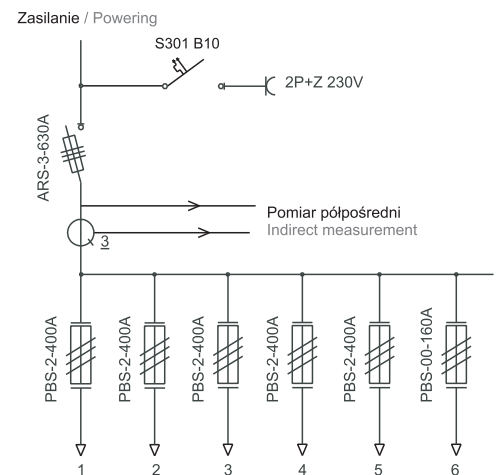 Zasilanie / Powering
S301 B10
2P+Z 230V
ARS-3-630A
Pomiar półpośredni
Indirect measurement
3
PBS-2-400A
PBS-2-400A
PBS-2-400A
PBS-2-400A
PBS-2-400A
PBS-00-160A
1 2 3 4 5 6